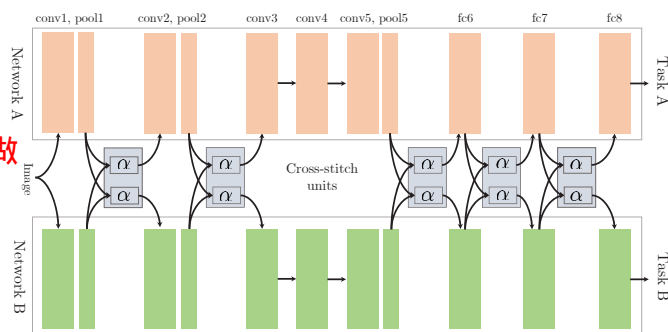 conv1, pool1 conv2, pool2 conv3 conv4 conv5, pool5 fc6 fc7 fc8
Network A
Task A
做
Image
α α α α α
Cross-stitch
units
α α α α α
Network B
Task B